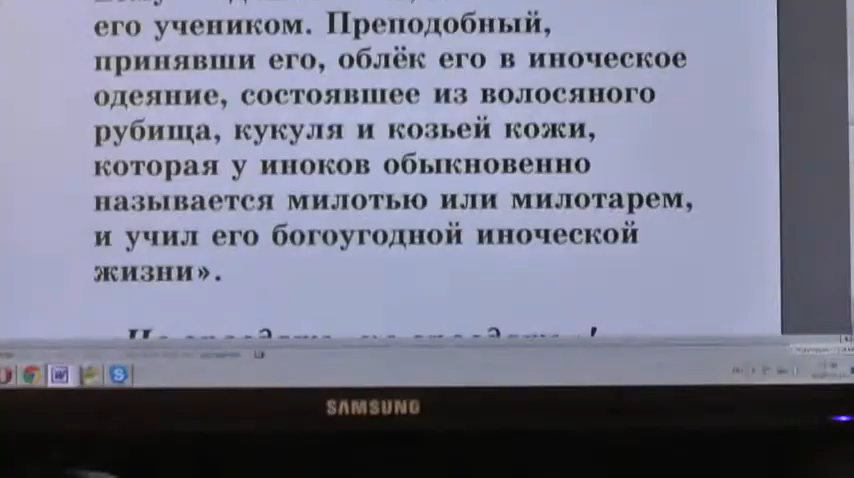 его учеником. Преподобный,
принявши его, облёк его в иноческое
одеяние, состоявшее из волосяного
рубища, кукуля и козьей кожи,
которая у иноков обыкновенно
называется милотью или милотарем,
и учил его богоугодной иноческой
жизни».
SAMSUNG